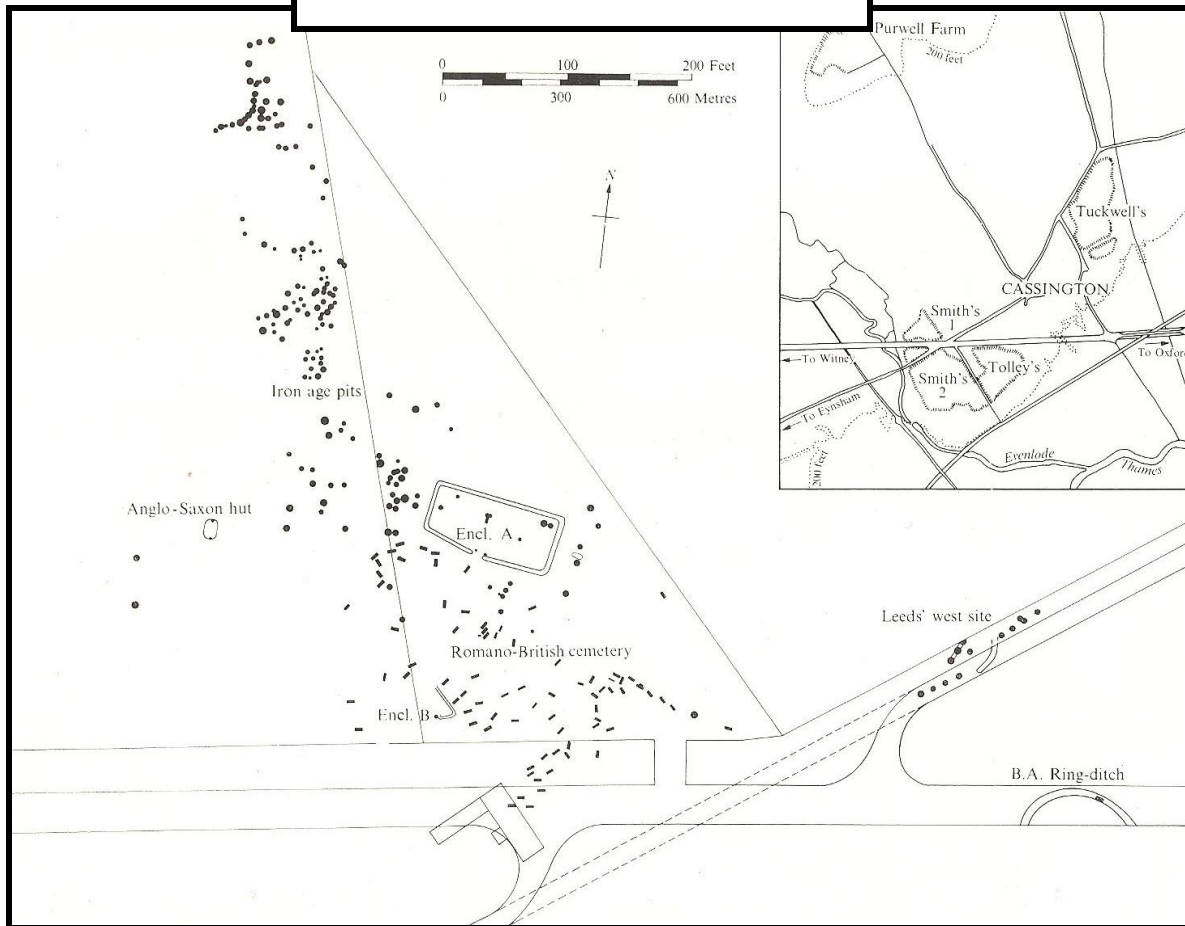 0 100 200 Feet
0 300 600 Metres
N
Iron age pits
Anglo-Saxon hut
Encl. A
Romano-British cemetery
Encl. B
Leeds' west site
B.A. Ring-ditch
Purwell Farm
200 feet
Tuckwell's
CASSINGTON
Smith's
1
To Witney
To Oxford
Tolley's
Smith's
2
To Eynsham
200 feet
Evenlode
Thames